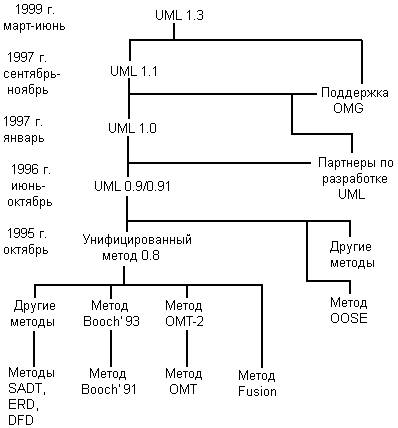 1999 г.
март-июнь
UML 1.3
1997 г.
сентябрь-
ноябрь
UML 1.1
Поддержка
OMG
1997 г.
январь
UML 1.0
Партнеры по
разработке
UML
1996 г.
июнь-
октябрь
UML 0.9/0.91
1995 г.
октябрь
Унифицированный
метод 0.8
Другие
методы
Метод
OOSE
Другие
методы
Метод
Booch' 93
Метод
OMT-2
Методы
SADT,
ERD,
DFD
Метод
Booch' 91
Метод
OMT
Метод
Fusion